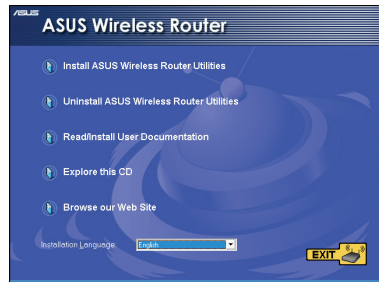 ASUS
ASUS Wireless Router
Install ASUS Wireless Router Utilities
Uninstall ASUS Wireless Router Utilities
Read/Install User Documentation
Explore this CD
Browse our Web Site
Installation Language: English
EXIT